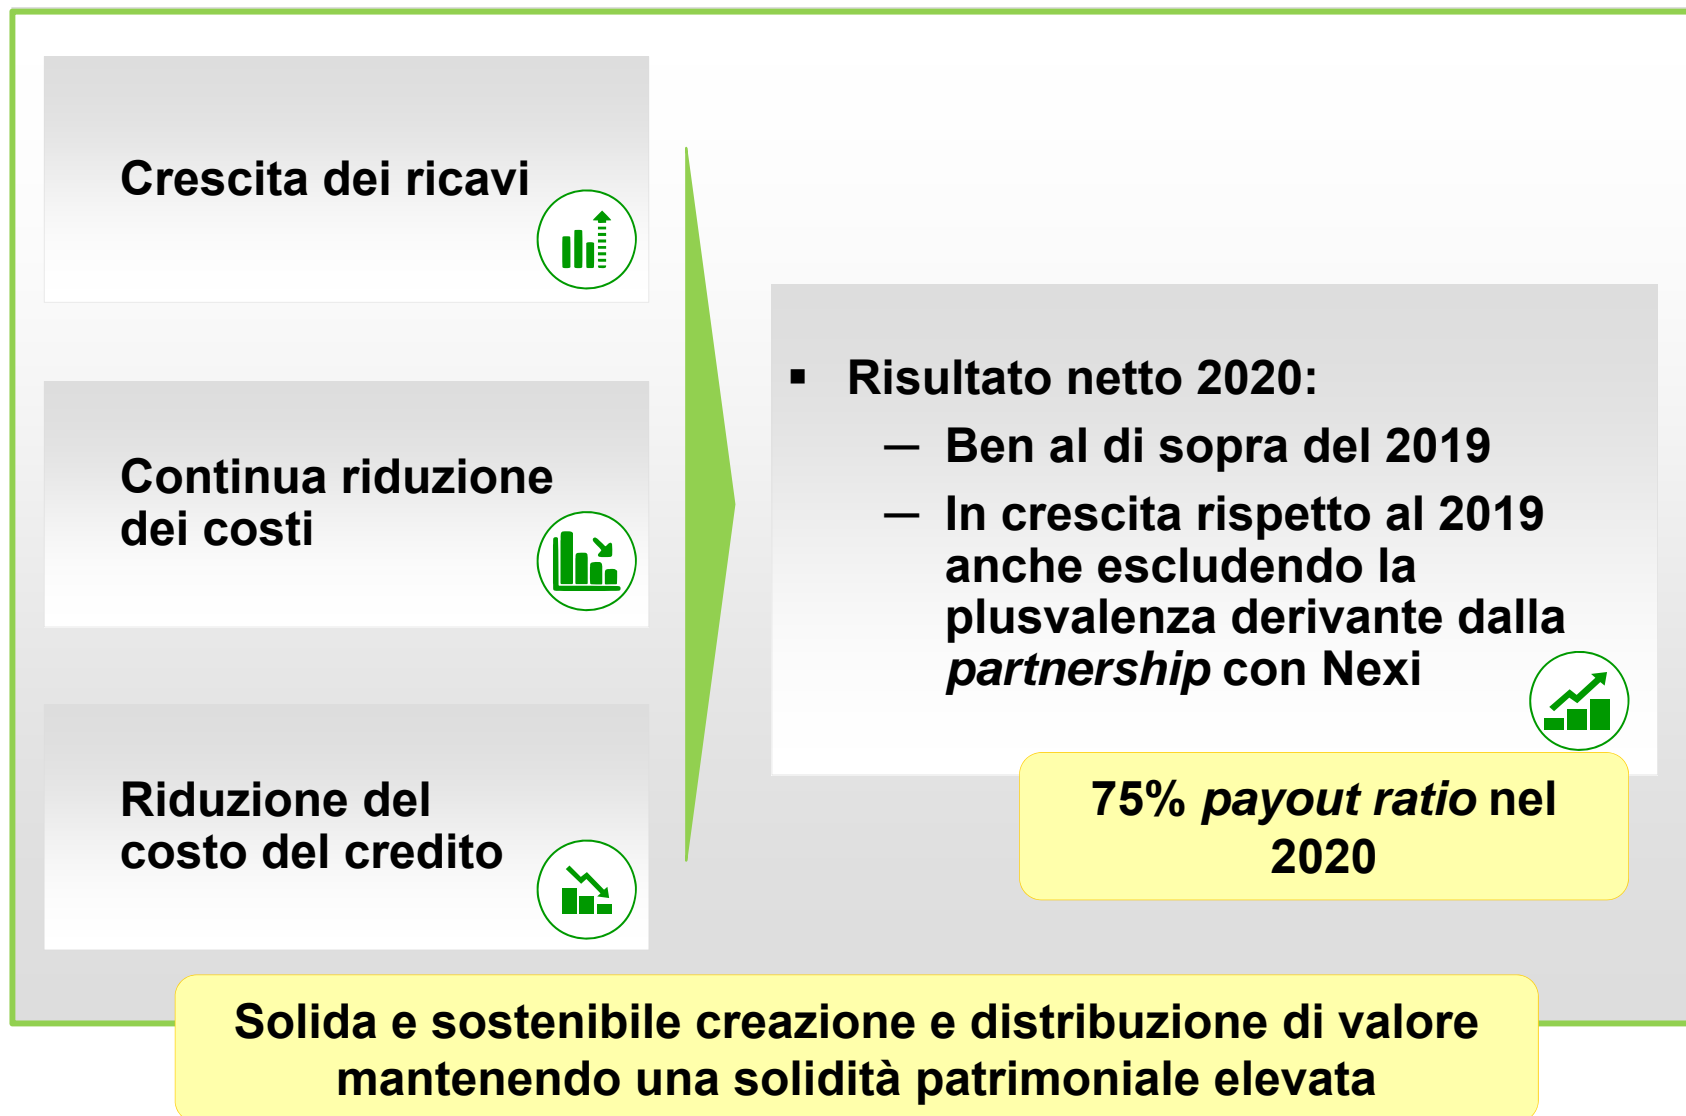 Crescita dei ricavi
Continua riduzione
dei costi
Riduzione del
costo del credito
▪ Risultato netto 2020:
— Ben al di sopra del 2019
— In crescita rispetto al 2019
anche escludendo la
plusvalenza derivante dalla
partnership con Nexi
75% payout ratio nel
2020
Solida e sostenibile creazione e distribuzione di valore
mantenendo una solidità patrimoniale elevata